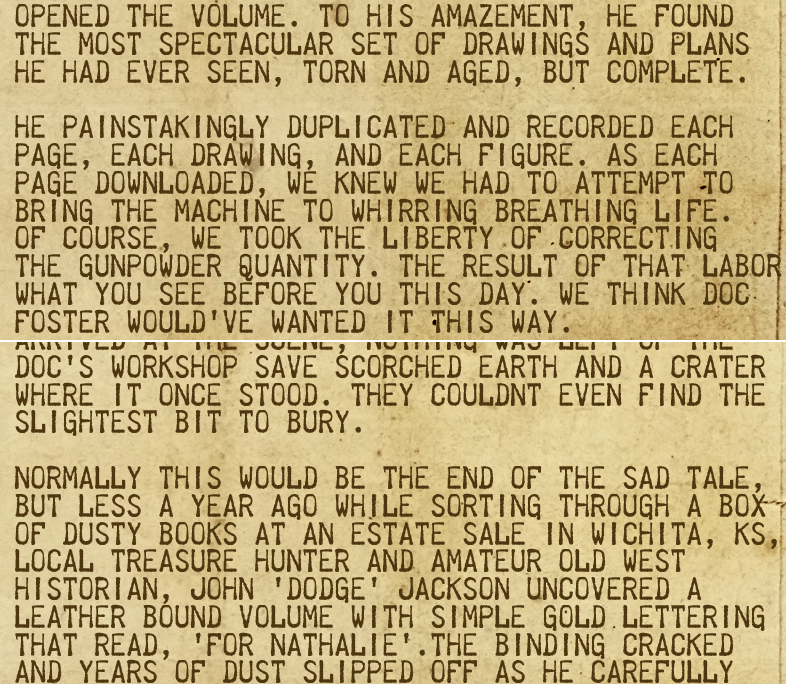 OPENED THE VOLUME. TO HIS AMAZEMENT, HE FOUND
THE MOST SPECTACULAR SET OF DRAWINGS AND PLANS
HE HAD EVER SEEN, TORN AND AGED, BUT COMPLETE.
HE PAINSTAKINGLY DUPLICATED AND RECORDED EACH
PAGE, EACH DRAWING, AND EACH FIGURE. AS EACH
PAGE DOWNLOADED, WE KNEW WE HAD TO ATTEMPT TO
BRING THE MACHINE TO WHIRRING BREATHING LIFE.
OF COURSE, WE TOOK THE LIBERTY OF CORRECTING
THE GUNPOWDER QUANTITY. THE RESULT OF THAT LABOR
WHAT YOU SEE BEFORE YOU THIS DAY. WE THINK DOC
FOSTER WOULD'VE WANTED IT THIS WAY.
ARRIVED AT THE SCENE, NOTHING WAS LEFT OF THE
DOC'S WORKSHOP SAVE SCORCHED EARTH AND A CRATER
WHERE IT ONCE STOOD. THEY COULDNT EVEN FIND THE
SLIGHTEST BIT TO BURY.
NORMALLY THIS WOULD BE THE END OF THE SAD TALE,
BUT LESS A YEAR AGO WHILE SORTING THROUGH A BOX
OF DUSTY BOOKS AT AN ESTATE SALE IN WICHITA, KS,
LOCAL TREASURE HUNTER AND AMATEUR OLD WEST
HISTORIAN, JOHN 'DODGE' JACKSON UNCOVERED A
LEATHER BOUND VOLUME WITH SIMPLE GOLD LETTERING
THAT READ, 'FOR NATHALIE'.THE BINDING CRACKED
AND YEARS OF DUST SLIPPED OFF AS HE CAREFULLY